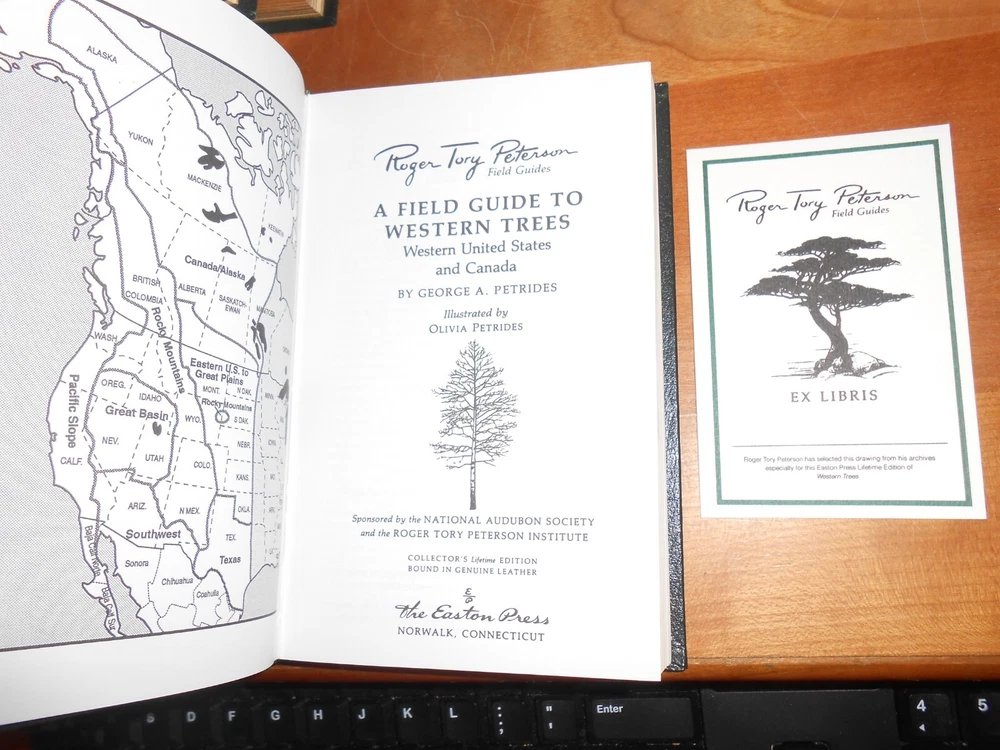 ALASKA
YUKON
MACKENZIE
KEEWATIN
Canada/Alaska
BRITISH
COLOMBIA
ALBERTA
SASKATCH-
EWAN
MANITOBA
Rocky Mountains
WASH.
Eastern U.S. to
Great Plains
MONT.
N DAK.
OREG.
IDAHO
Rocky Mountains
Pacific Slope
Great Basin
WYO.
S DAK.
NEV.
UTAH
NEBR.
CALF.
COLO.
KANS.
ARIZ.
N MEX.
OKLA.
Southwest
TEX.
Texas
Sonora
Chihuahua
Coahuila
Roger Tory Peterson
Field Guides
A FIELD GUIDE TO
WESTERN TREES
Western United States
and Canada
BY GEORGE A. PETRIDES
Illustrated by
OLIVIA PETRIDES
Sponsored by the NATIONAL AUDUBON SOCIETY
and the ROGER TORY PETERSON INSTITUTE
COLLECTOR'S Lifetime EDITION
BOUND IN GENUINE LEATHER
The Easton Press
NORWALK, CONNECTICUT
Roger Tory Peterson
Field Guides
EX LIBRIS
Roger Tory Peterson has selected this drawing from his archives
especially for this Easton Press Lifetime Edition of
Western Trees
S D F G H J K L : ; " ' Enter 4 5